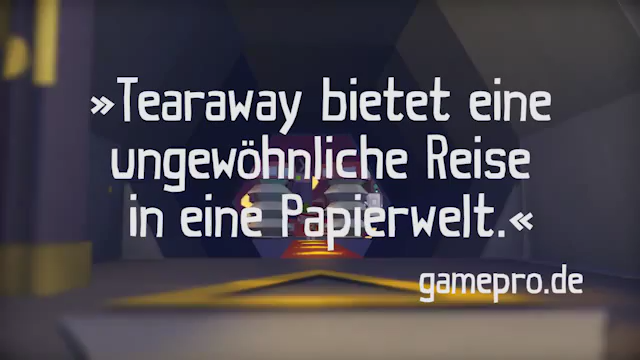 »Tearaway bietet eine
ungewöhnliche Reise
in eine Papierwelt.«
gamepro.de